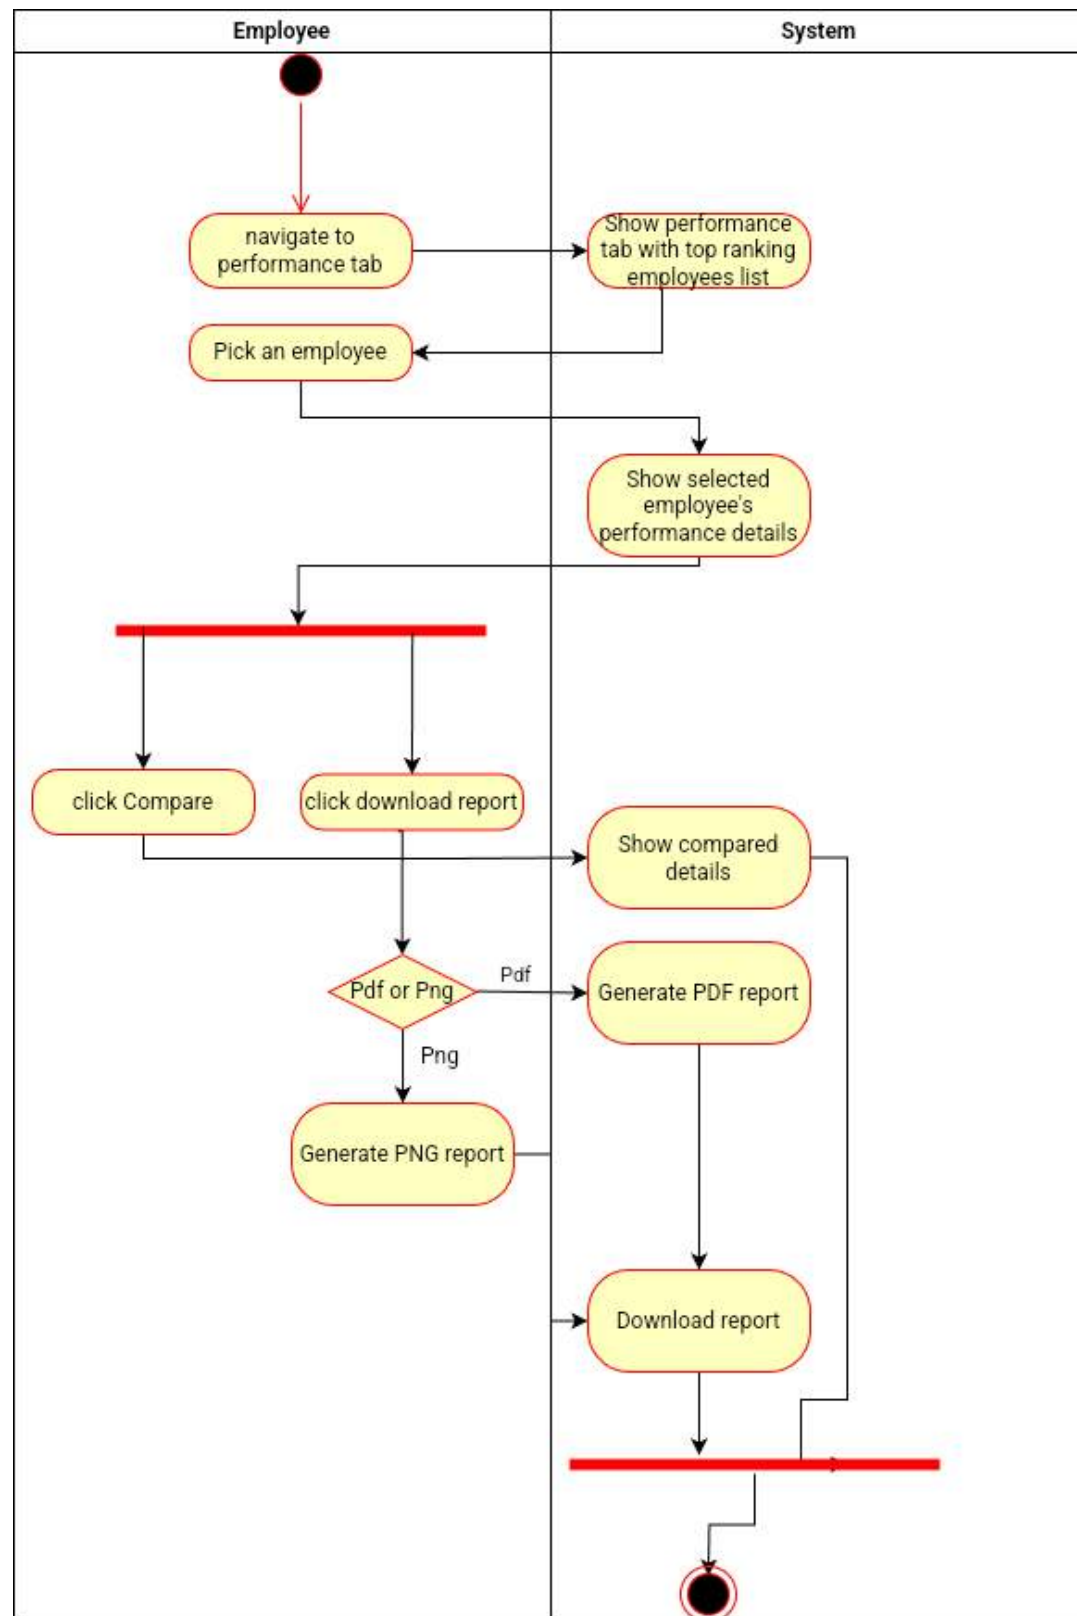 Employee
System
navigate to
performance tab
Show performance
tab with top ranking
employees list
Pick an employee
Show selected
employee's
performance details
click Compare
click download report
Show compared
details
Pdf or Png
Pdf
Generate PDF report
Png
Generate PNG report
Download report